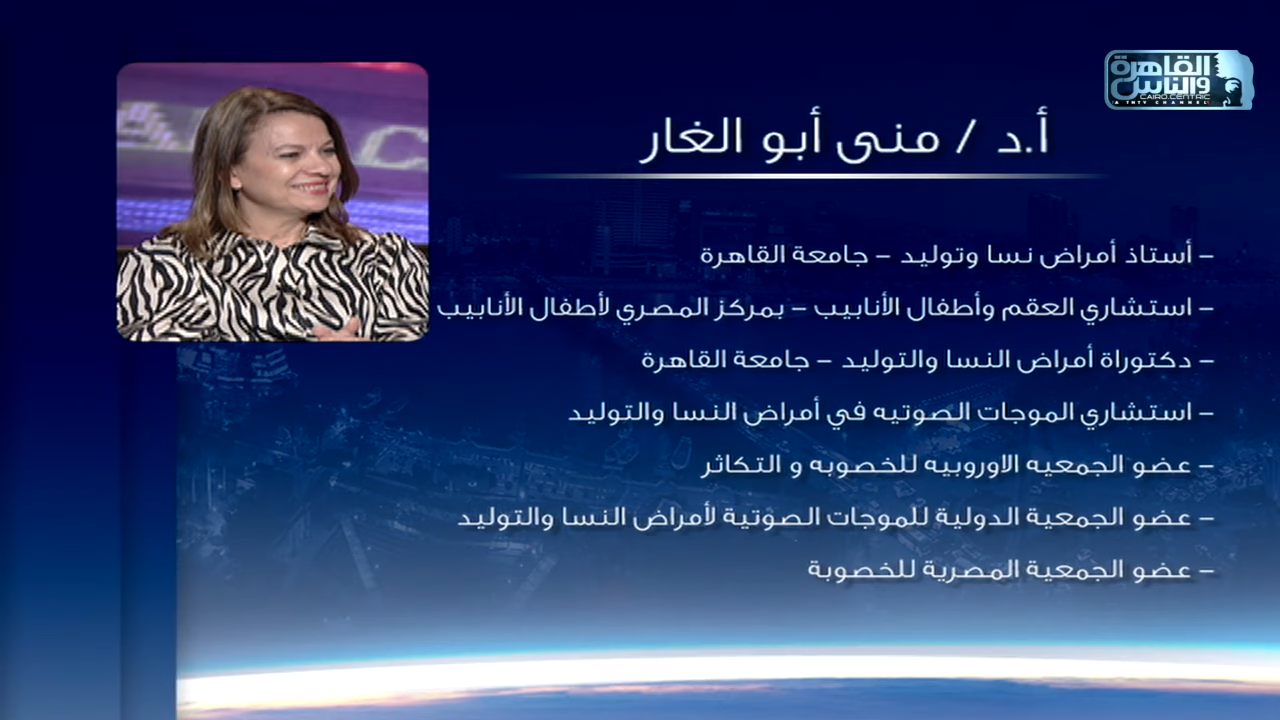 القاهرة
والناس
CAIRO.CENTRIC
A TNTV CHANNEL
أ.د / منى أبو الغار
- أستاذ أمراض نسا وتوليد - جامعة القاهرة
- استشاري العقم وأطفال الأنابيب - بمركز المصري لأطفال الأنابيب
- دكتوراة أمراض النسا والتوليد - جامعة القاهرة
- استشاري الموجات الصوتيه في أمراض النسا والتوليد
- عضو الجمعيه الاوروبيه للخصوبه و التكاثر
- عضو الجمعية الدولية للموجات الصوتية لأمراض النسا والتوليد
- عضو الجمعية المصرية للخصوبة